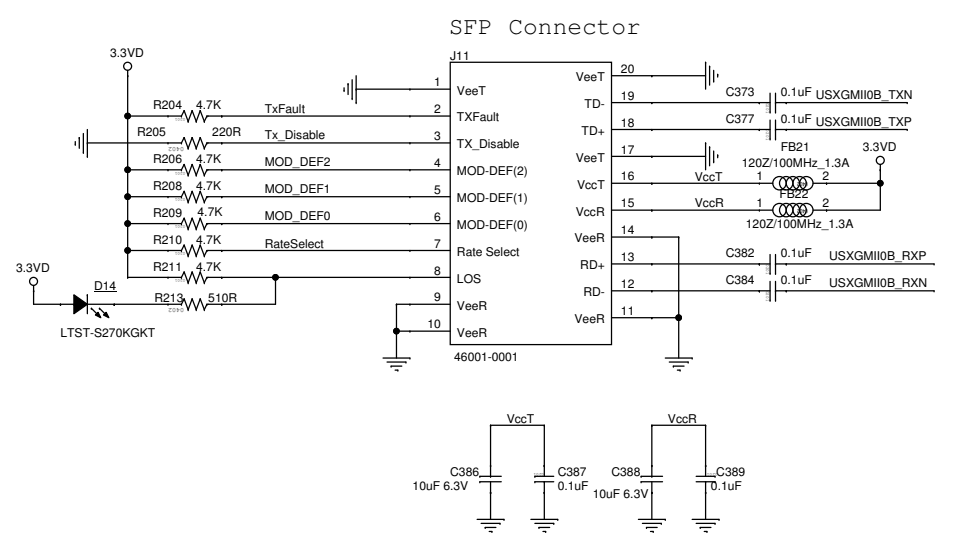 SFP Connector
3.3VD
J11
R204 4.7K TxFault
R205 220R Tx_Disable
R206 4.7K MOD_DEF2
R208 4.7K MOD_DEF1
R209 4.7K MOD_DEF0
R210 4.7K RateSelect
R211 4.7K
R213 510R
0402
0402
3.3VD
D14
LTST-S270KGKT
1 VeeT
2 TXFault
3 TX_Disable
4 MOD-DEF(2)
5 MOD-DEF(1)
6 MOD-DEF(0)
7 Rate Select
8 LOS
9 VeeR
10 VeeR
VeeT 20
TD- 19
TD+ 18
VeeT 17
VccT 16
VccR 15
VeeR 14
RD+ 13
RD- 12
VeeR 11
46001-0001
C373 0.1uF USXGMII0B_TXN
C377 0.1uF USXGMII0B_TXP
FB21
120Z/100MHz_1.3A
3.3VD
VccT 1 2
FB22
VccR 1 2
120Z/100MHz_1.3A
C382 0.1uF USXGMII0B_RXP
C384 0.1uF USXGMII0B_RXN
VccT
C386
10uF 6.3V
C387
0.1uF
VccR
C388
10uF 6.3V
C389
0.1uF